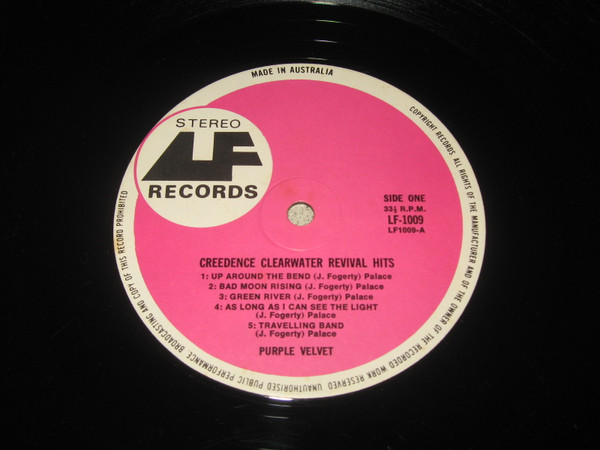 MADE IN AUSTRALIA
STEREO
LF
RECORDS
SIDE ONE
33⅓ R.P.M.
LF-1009
LF1009-A
CREEDENCE CLEARWATER REVIVAL HITS
1: UP AROUND THE BEND (J. Fogerty) Palace
2: BAD MOON RISING (J. Fogerty) Palace
3: GREEN RIVER (J. Fogerty) Palace
4: AS LONG AS I CAN SEE THE LIGHT
(J. Fogerty) Palace
5: TRAVELLING BAND
(J. Fogerty) Palace
PURPLE VELVET
COPYRIGHT RECORDS. ALL RIGHTS OF THE MANUFACTURER AND OF THE OWNER OF THE RECORDED WORK RESERVED UNAUTHORISED PUBLIC PERFORMANCE BROADCASTING AND COPY OF THIS RECORD PROHIBITED